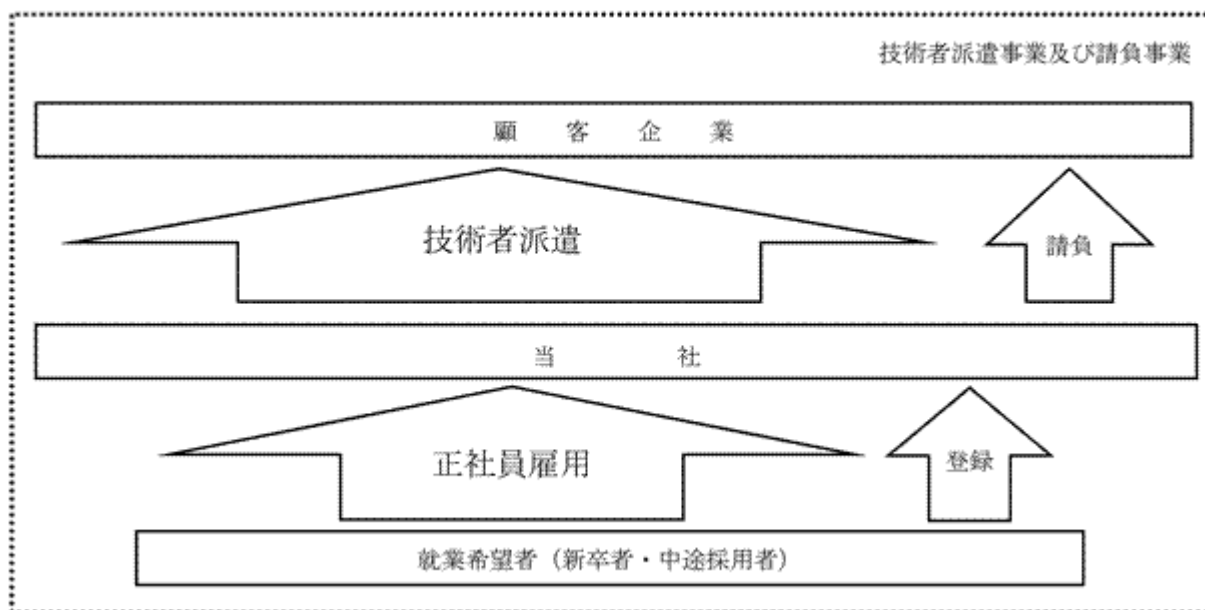 技術者派遣事業及び請負事業
顧客企業
技術者派遣
請負
当社
正社員雇用
登録
就業希望者（新卒者・中途採用者）